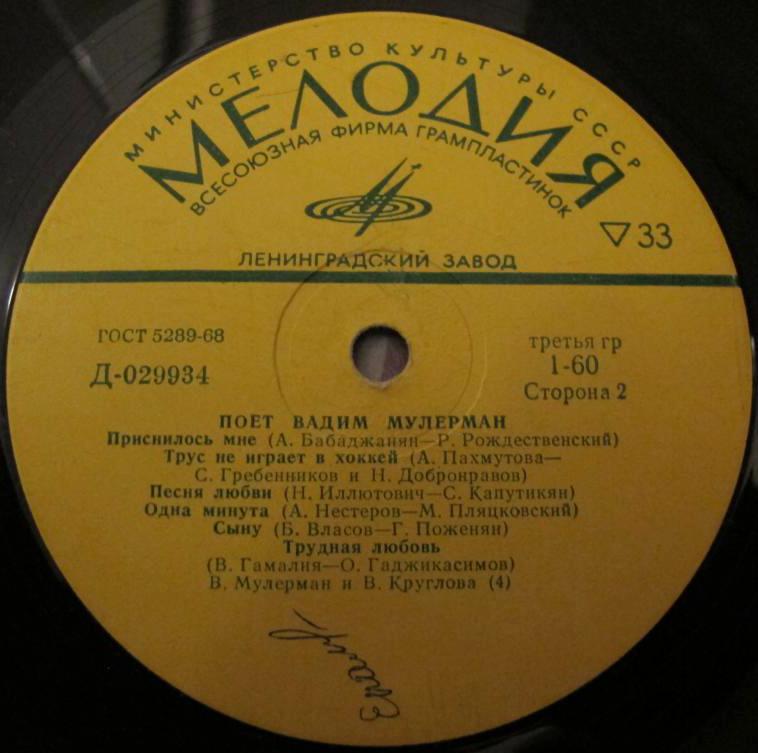 МИНИСТЕРСТВО КУЛЬТУРЫ СССР
МЕЛОДИЯ
ВСЕСОЮЗНАЯ ФИРМА ГРАМПЛАСТИНОК
▽ 33
ЛЕНИНГРАДСКИЙ ЗАВОД
ГОСТ 5289-68
третья гр
Д-029934
1-60
Сторона 2
ПОЕТ ВАДИМ МУЛЕРМАН
Приснилось мне (А. Бабаджанян—Р. Рождественский)
Трус не играет в хоккей (А. Пахмутова—
С. Гребенников и Н. Добронравов)
Песня любви (Н. Иллютович—С. Капутикян)
Одна минута (А. Нестеров—М. Пляцковский)
Сыну (Б. Власов—Г. Поженян)
Трудная любовь
(В. Гамалия—О. Гаджикасимов)
В. Мулерман и В. Круглова (4)